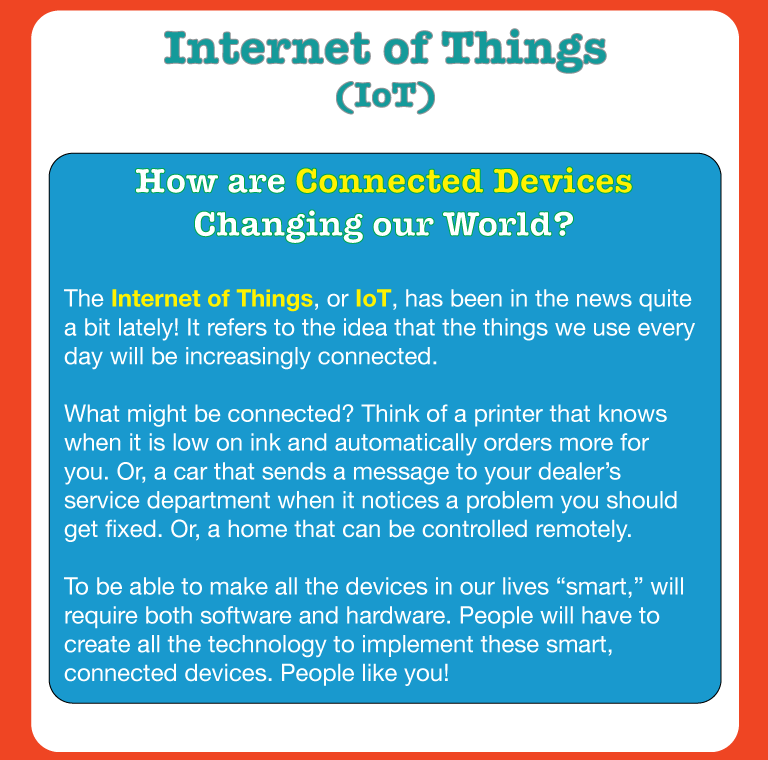 Internet of Things
(IoT)
How are Connected Devices
Changing our World?
The Internet of Things, or IoT, has been in the news quite
a bit lately! It refers to the idea that the things we use every
day will be increasingly connected.
What might be connected? Think of a printer that knows
when it is low on ink and automatically orders more for
you. Or, a car that sends a message to your dealer’s
service department when it notices a problem you should
get fixed. Or, a home that can be controlled remotely.
To be able to make all the devices in our lives “smart,” will
require both software and hardware. People will have to
create all the technology to implement these smart,
connected devices. People like you!